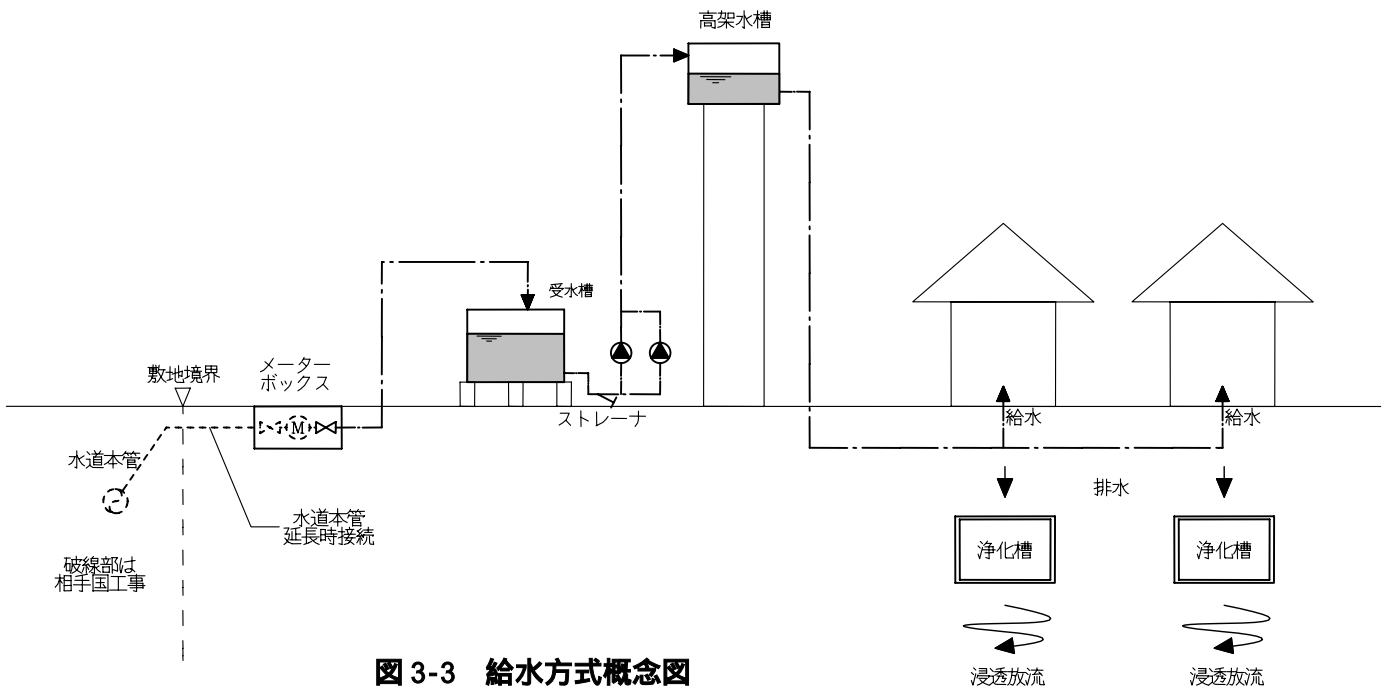 高架水槽
受水槽
敷地境界
メーター
ボックス
M
ストレーナ
給水
給水
水道本管
排水
水道本管
延長時接続
浄化槽
浄化槽
破線部は
相手国工事
浸透放流
浸透放流
図 3-3 給水方式概念図